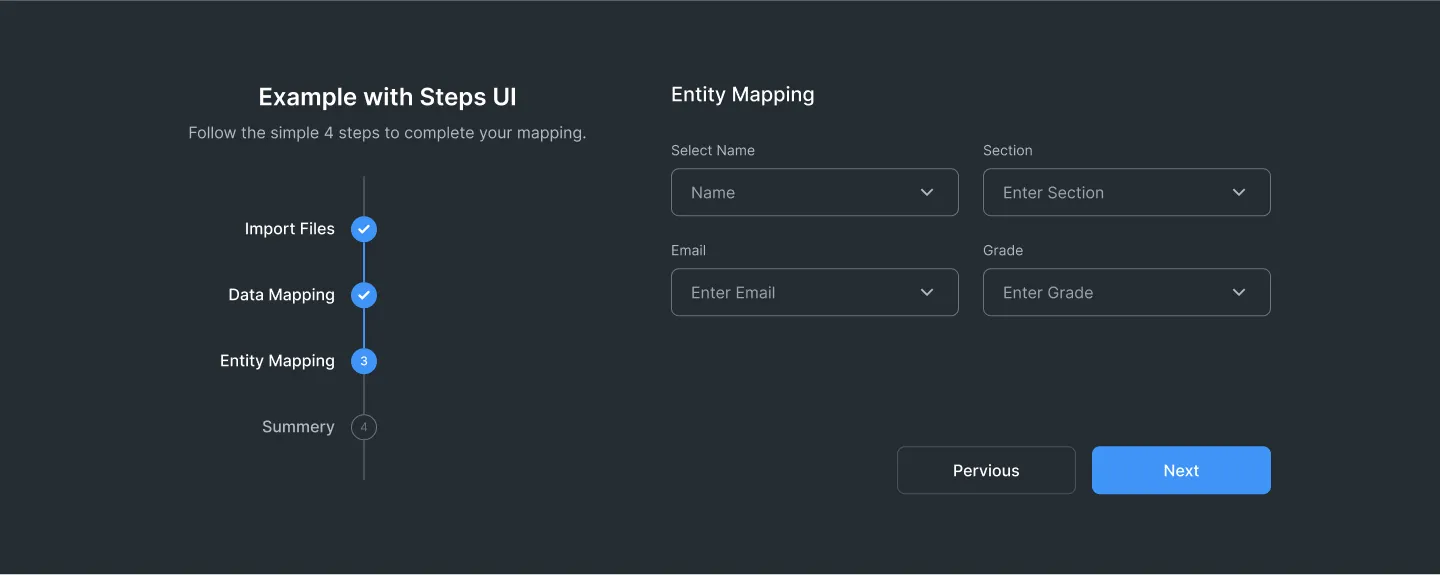 Example with Steps UI
Follow the simple 4 steps to complete your mapping.
Import Files
Data Mapping
Entity Mapping
3
Summery
4
Entity Mapping
Select Name
Section
Name
Enter Section
Email
Grade
Enter Email
Enter Grade
Pervious
Next